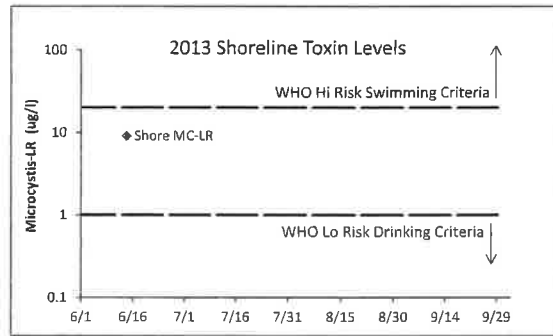 2013 Shoreline Toxin Levels
WHO Hi Risk Swimming Criteria
Shore MC-LR
WHO Lo Risk Drinking Criteria
Microcystis-LR (ug/l)
100
10
1
0.1
6/1 6/16 7/1 7/16 7/31 8/15 8/30 9/14 9/29